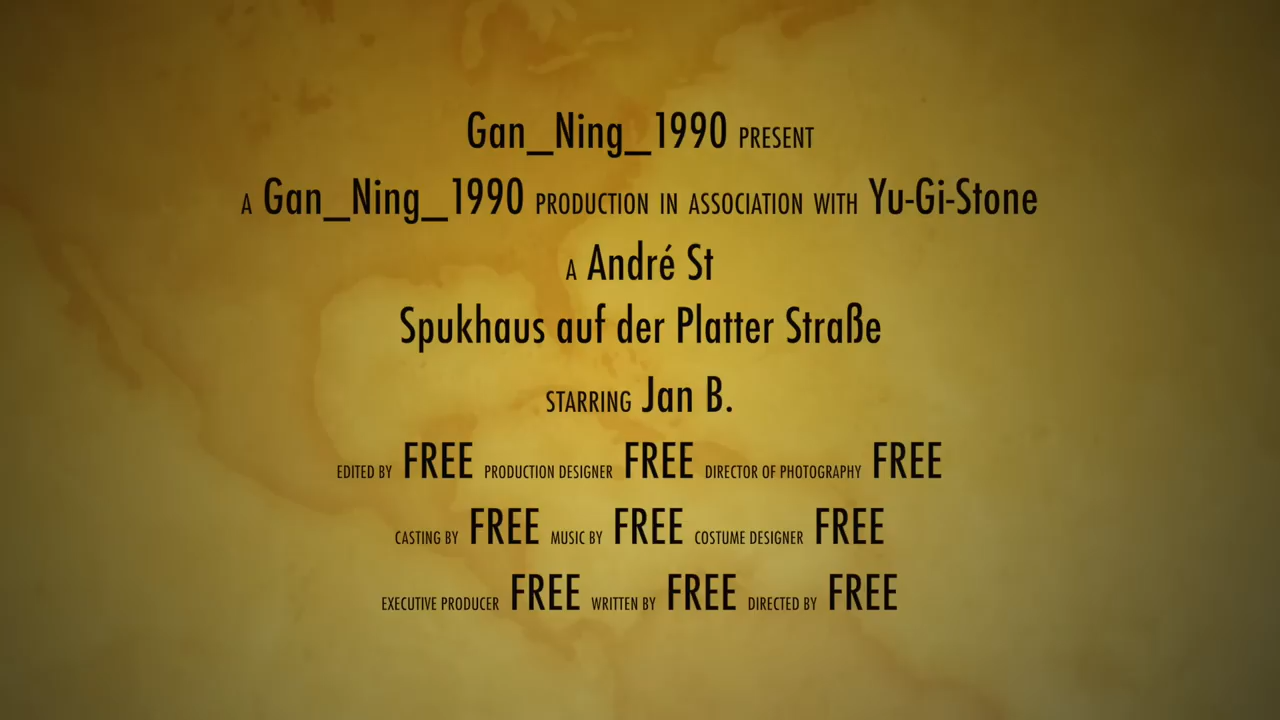 Gan_Ning_1990 PRESENT
A Gan_Ning_1990 PRODUCTION IN ASSOCIATION WITH Yu-Gi-Stone
A André St
Spukhaus auf der Platter Straße
STARRING Jan B.
EDITED BY FREE PRODUCTION DESIGNER FREE DIRECTOR OF PHOTOGRAPHY FREE
CASTING BY FREE MUSIC BY FREE COSTUME DESIGNER FREE
EXECUTIVE PRODUCER FREE WRITTEN BY FREE DIRECTED BY FREE